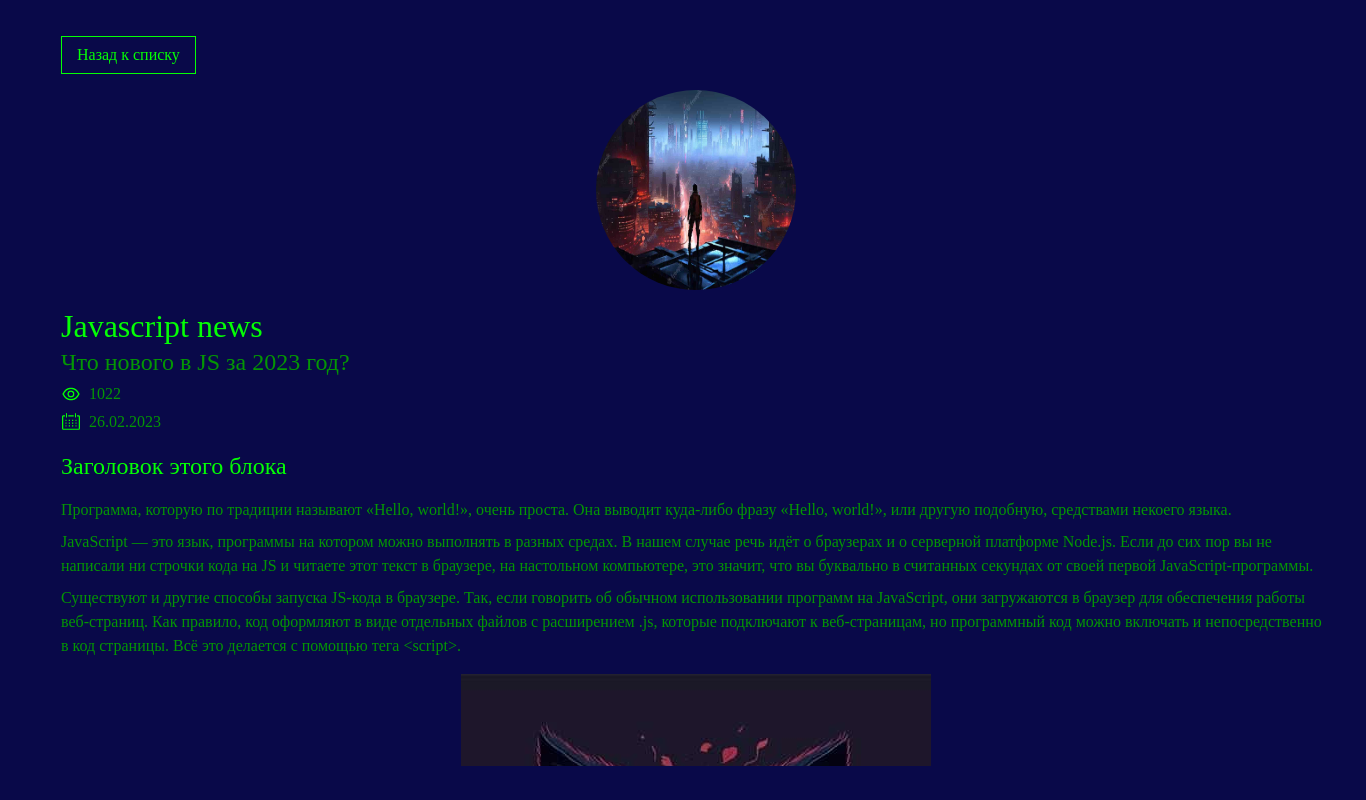 Назад к списку
Javascript news
Что нового в JS за 2023 год?
1022
26.02.2023
Заголовок этого блока
Программа, которую по традиции называют «Hello, world!», очень проста. Она выводит куда-либо фразу «Hello, world!», или другую подобную, средствами некоего языка.
JavaScript — это язык, программы на котором можно выполнять в разных средах. В нашем случае речь идёт о браузерах и о серверной платформе Node.js. Если до сих пор вы не
написали ни строчки кода на JS и читаете этот текст в браузере, на настольном компьютере, это значит, что вы буквально в считанных секундах от своей первой JavaScript-программы.
Существуют и другие способы запуска JS-кода в браузере. Так, если говорить об обычном использовании программ на JavaScript, они загружаются в браузер для обеспечения работы
веб-страниц. Как правило, код оформляют в виде отдельных файлов с расширением .js, которые подключают к веб-страницам, но программный код можно включать и непосредственно
в код страницы. Всё это делается с помощью тега <script>.